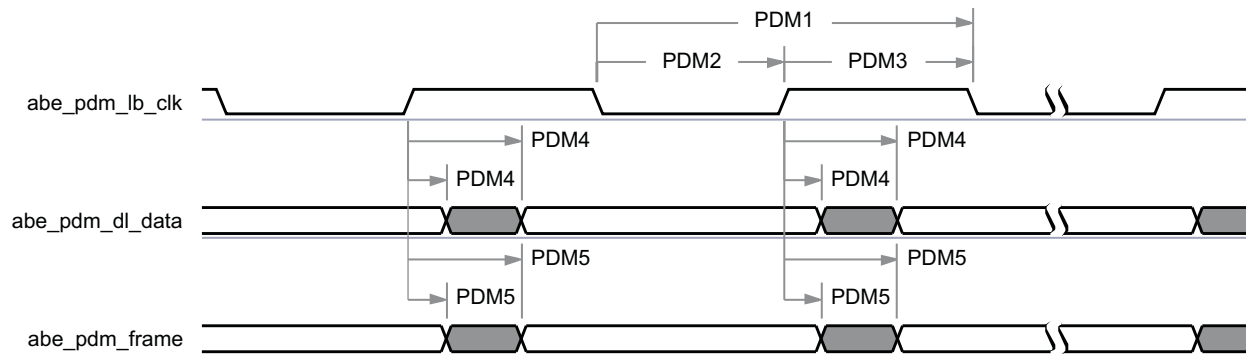 PDM1
PDM2 PDM3
abe_pdm_lb_clk
PDM4 PDM4
PDM4 PDM4
abe_pdm_dl_data
PDM5 PDM5
PDM5 PDM5
abe_pdm_frame